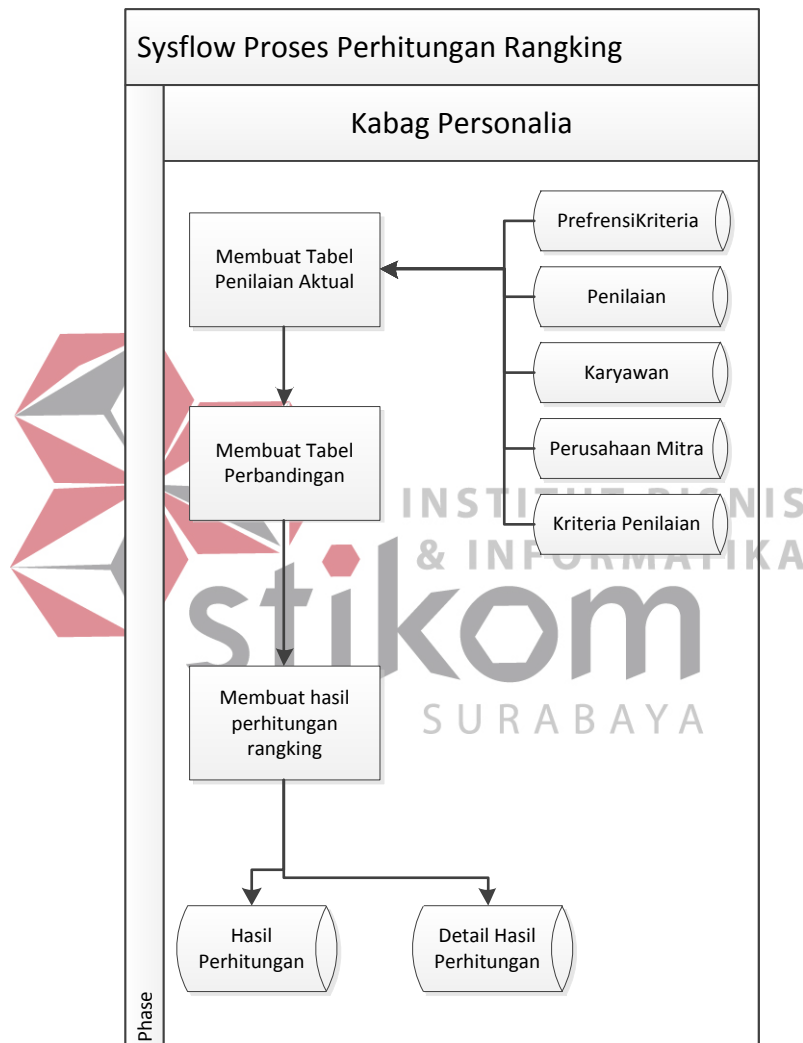 Sysflow Proses Perhitungan Rangking
Kabag Personalia
Membuat Tabel
Penilaian Aktual
PrefrensiKriteria
Penilaian
Karyawan
Perusahaan Mitra
Kriteria Penilaian
Membuat Tabel
Perbandingan
INSTITUT BISNIS
& INFORMATIKA
stikom
SURABAYA
Membuat hasil
perhitungan
rangking
Hasil
Perhitungan
Detail Hasil
Perhitungan
Phase